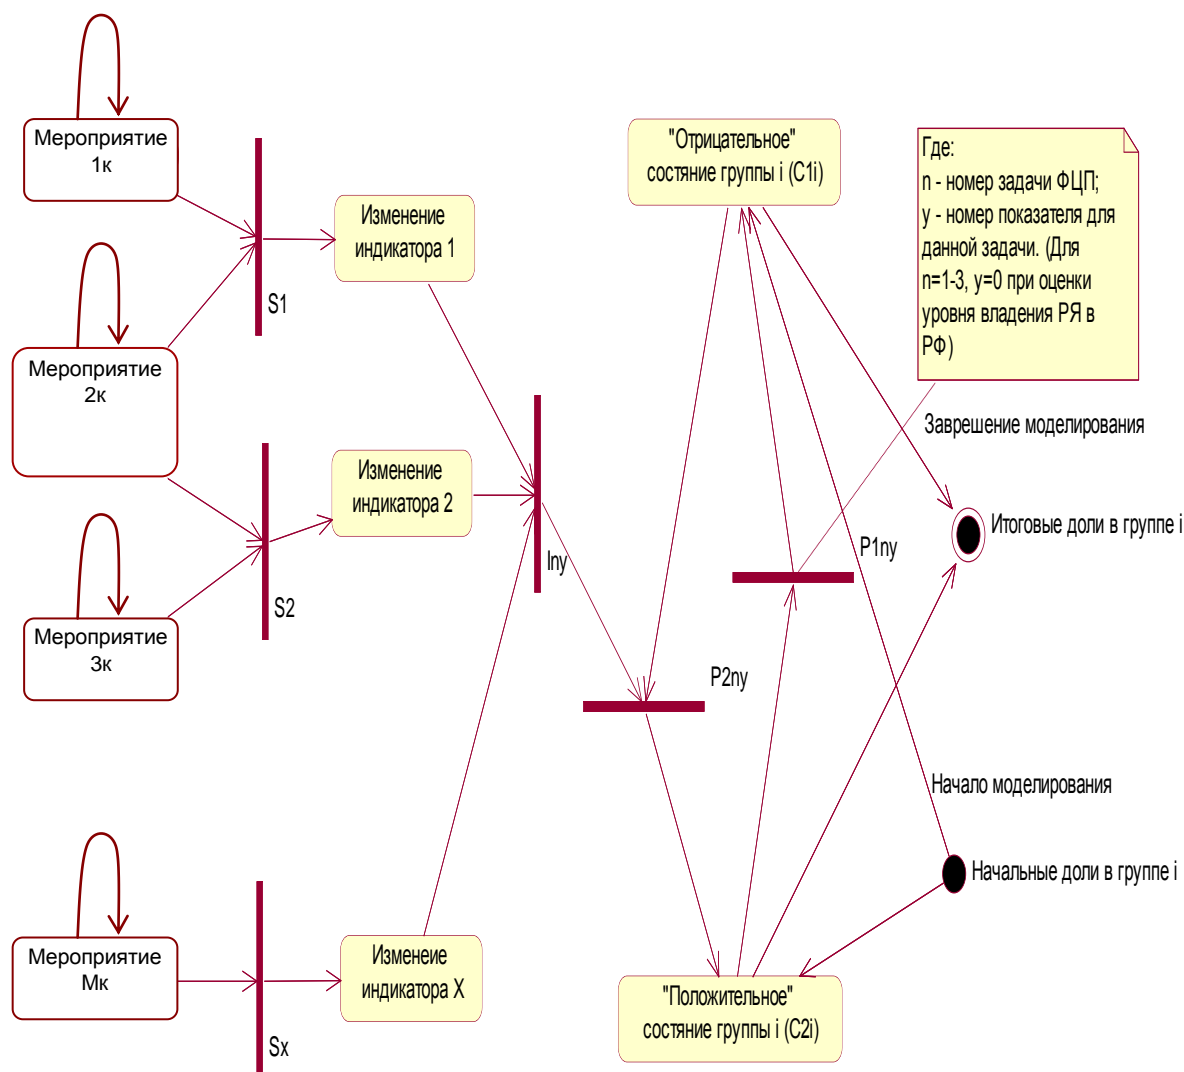 Мероприятие
1к
Мероприятие
2к
Мероприятие
3к
Мероприятие
Мк
S1
S2
Sx
Изменение
индикатора 1
Изменение
индикатора 2
Изменеие
индикатора X
Iny
"Отрицательное"
состяние группы i (C1i)
P2ny
P1ny
"Положительное"
состяние группы i (C2i)
Где:
n - номер задачи ФЦП;
y - номер показателя для
данной задачи. (Для
n=1-3, y=0 при оценки
уровня владения РЯ в
РФ)
Заврешение моделирования
Итоговые доли в группе i
Начало моделирования
Начальные доли в группе i